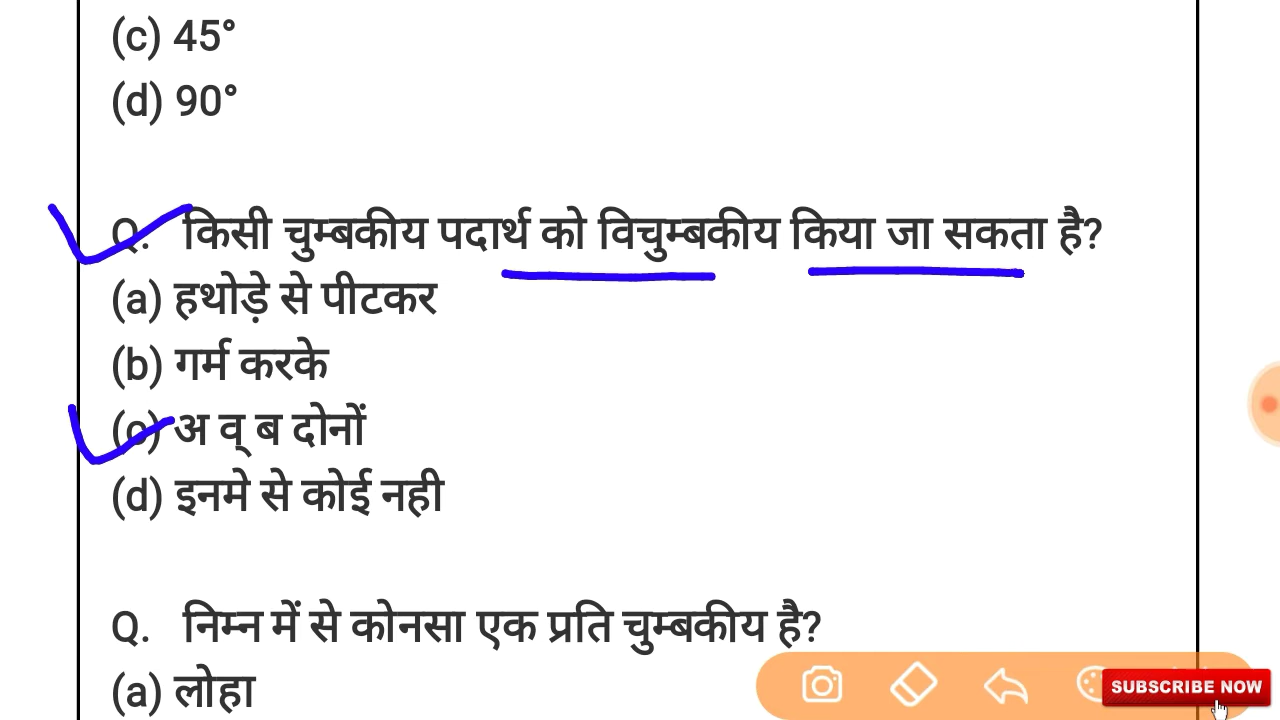 (c) 45°
(d) 90°
Q. किसी चुम्बकीय पदार्थ को विचुम्बकीय किया जा सकता है?
(a) हथोड़े से पीटकर
(b) गर्म करके
(c) अ व् ब दोनों
(d) इनमे से कोई नही
Q. निम्न में से कोनसा एक प्रति चुम्बकीय है?
(a) लोहा
SUBSCRIBE NOW